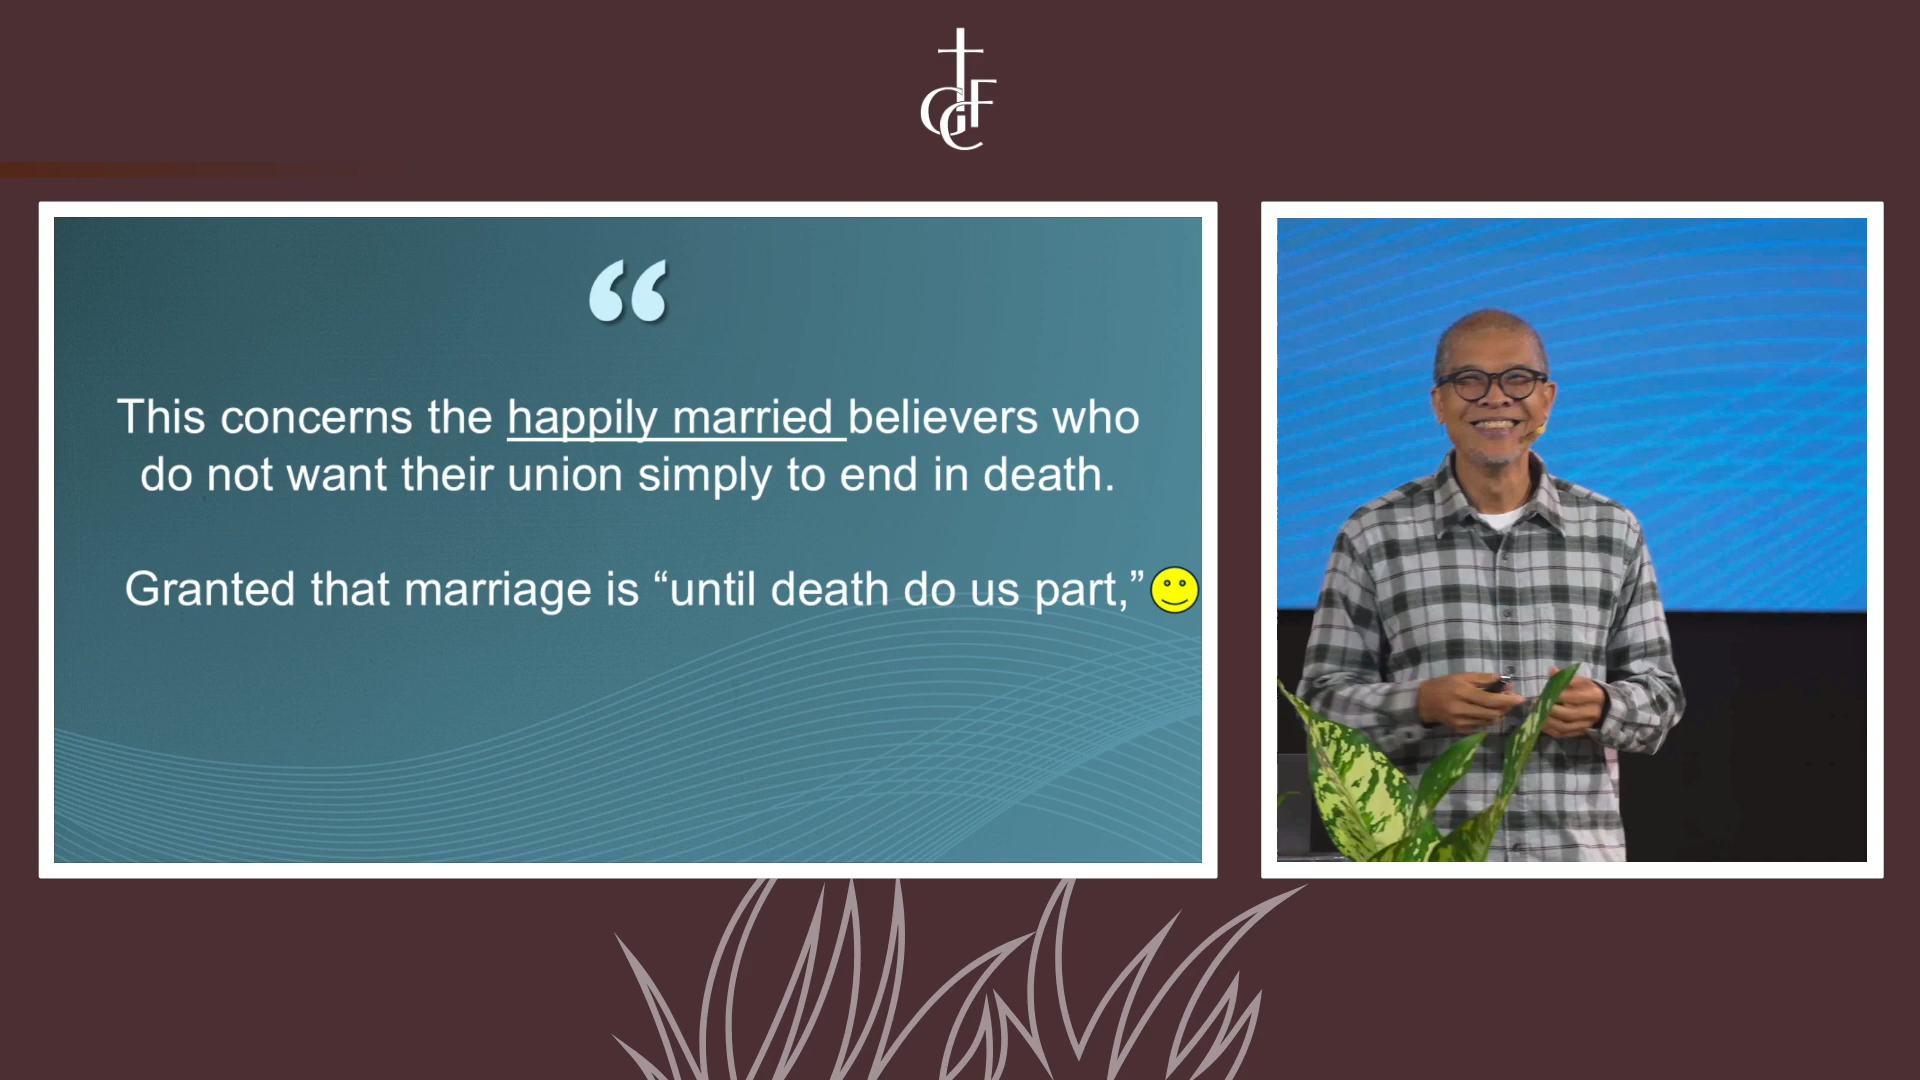 “
This concerns the happily married believers who
do not want their union simply to end in death.
Granted that marriage is “until death do us part,”